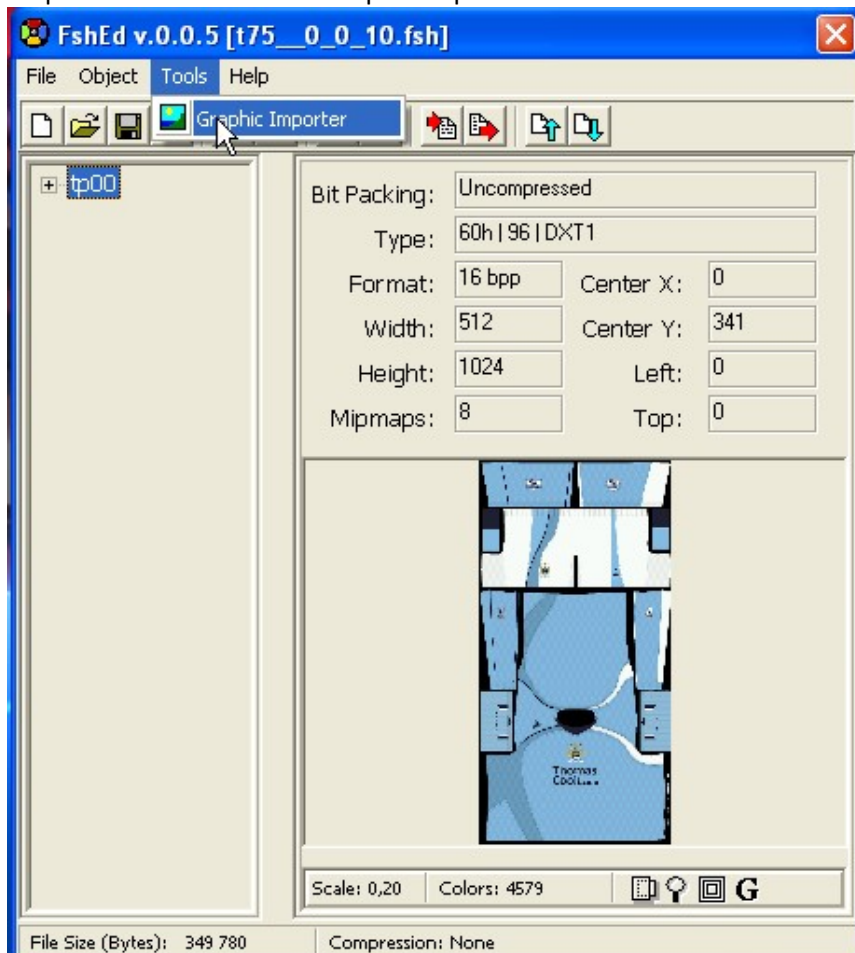 FshEd v.0.0.5 [t75__0_0_10.fsh]
File Object Tools Help
Graphic Importer
tp00
Bit Packing: Uncompressed
Type: 60h | 96 | DXT1
Format: 16 bpp Center X: 0
Width: 512 Center Y: 341
Height: 1024 Left: 0
Mipmaps: 8 Top: 0
Thomas
Scale: 0,20 Colors: 4579 G
File Size (Bytes): 349 780 Compression: None